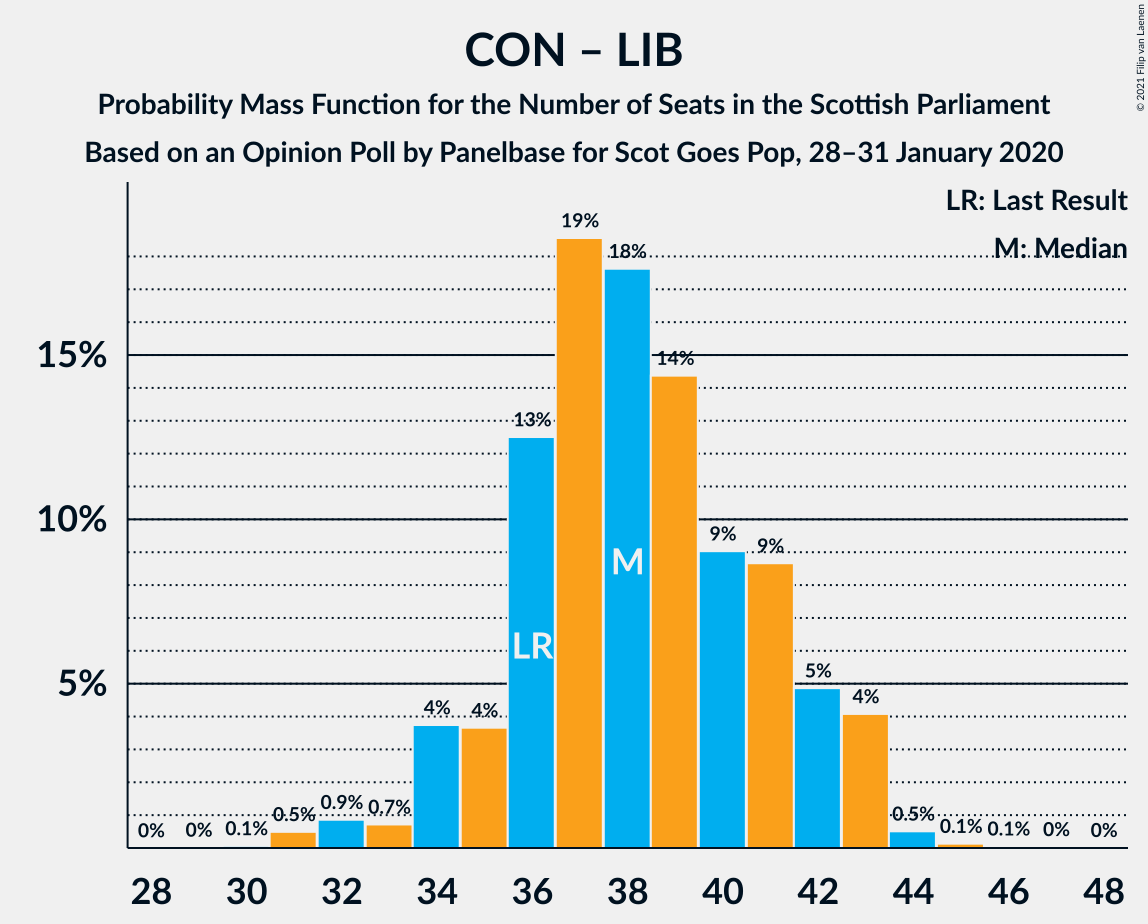 CON – LIB
Probability Mass Function for the Number of Seats in the Scottish Parliament
Based on an Opinion Poll by Panelbase for Scot Goes Pop, 28–31 January 2020
© 2021 Filip van Laenen
LR: Last Result
M: Median
15%
10%
5%
0% 0% 0.1% 0.5% 0.9% 0.7% 4% 4% 13% 19% 18% 14% 9% 9% 5% 4% 0.5% 0.1% 0.1% 0% 0%
M
LR
28 30 32 34 36 38 40 42 44 46 48